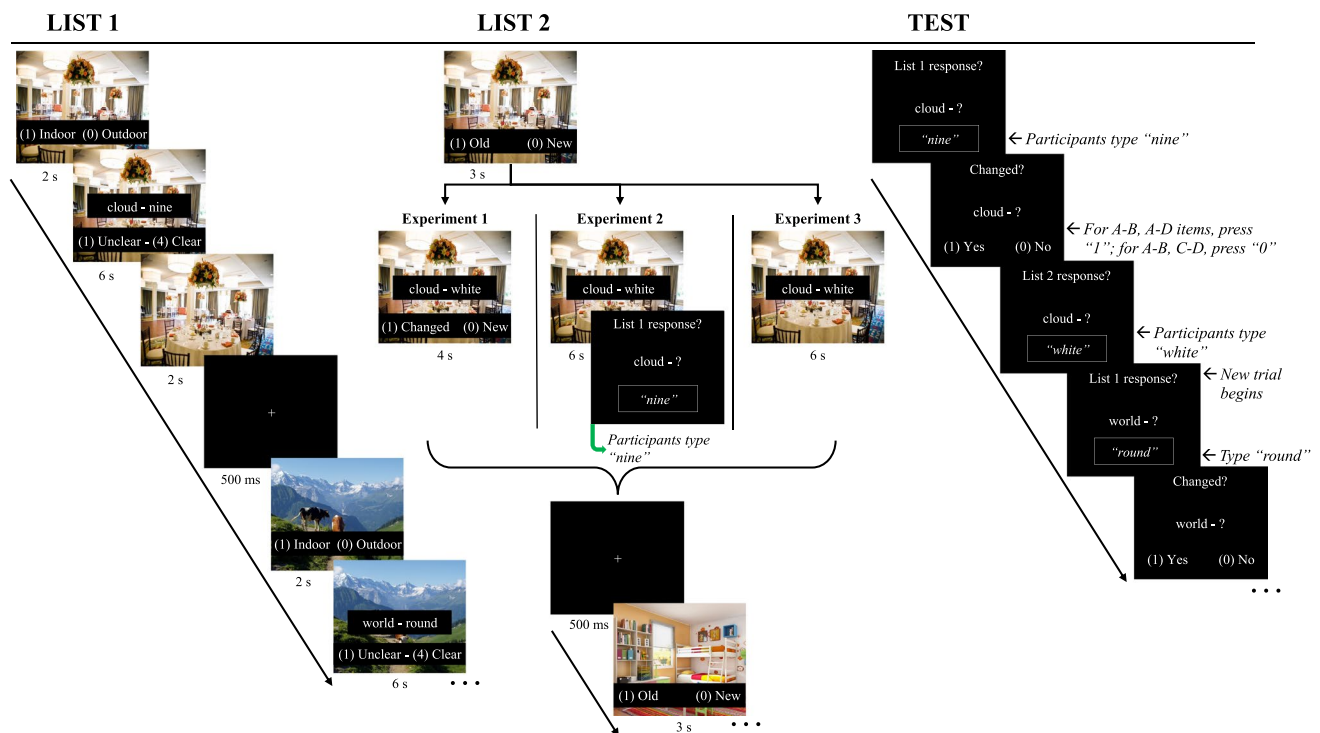 LIST 1
(1) Indoor (0) Outdoor
2 s
cloud - nine
(1) Unclear - (4) Clear
6 s
2 s
+
500 ms
(1) Indoor (0) Outdoor
2 s
world - round
(1) Unclear - (4) Clear
6 s
• • •
LIST 2
(1) Old (0) New
3 s
Experiment 1
cloud - white
(1) Changed (0) New
4 s
Experiment 2
cloud - white
6 s
List 1 response?
cloud - ?
“nine”
Participants type
“nine”
Experiment 3
cloud - white
6 s
+
500 ms
(1) Old (0) New
3 s
• • •
TEST
List 1 response?
cloud - ?
“nine”
← Participants type “nine”
Changed?
cloud - ?
(1) Yes (0) No
← For A-B, A-D items, press
“1”; for A-B, C-D, press “0”
List 2 response?
cloud - ?
“white”
← Participants type
“white”
← New trial
begins
List 1 response?
world - ?
“round”
← Type “round”
Changed?
world - ?
(1) Yes (0) No
• • •